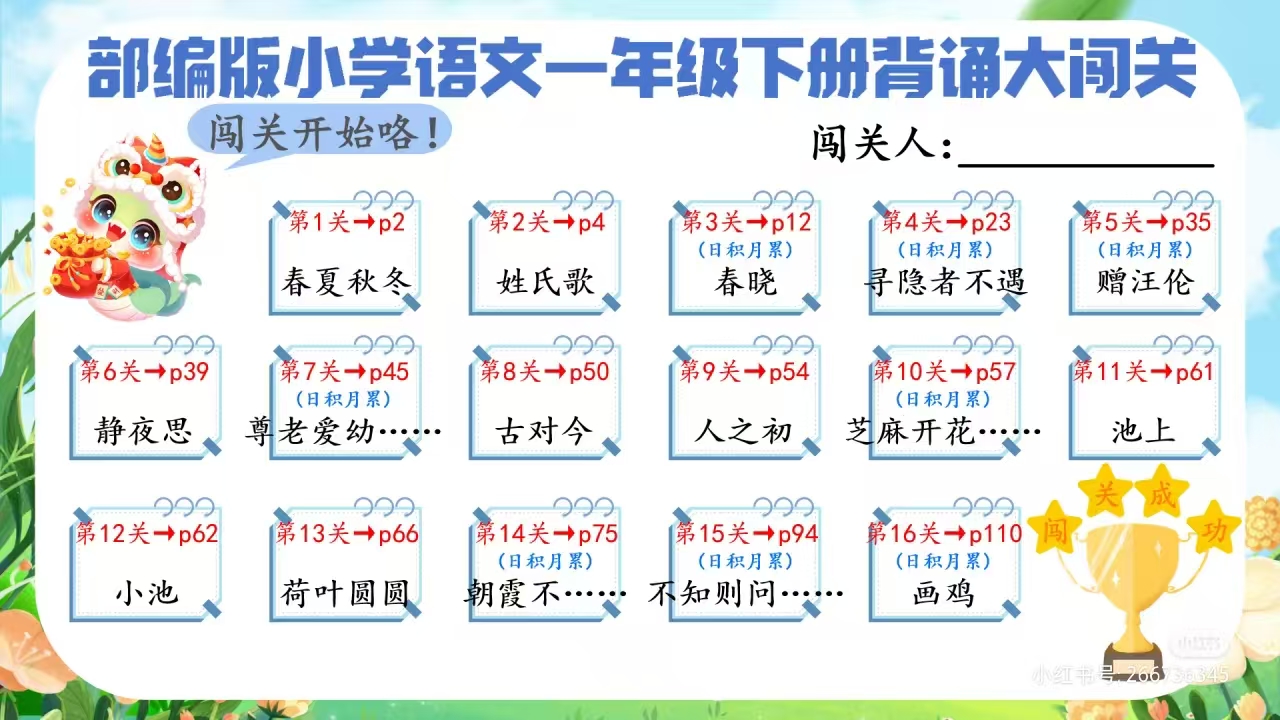 部编版小学语文一年级下册背诵大闯关
闯关开始咯！
闯关人：
第1关→p2
春夏秋冬
第2关→p4
姓氏歌
第3关→p12
（日积月累）
春晓
第4关→p23
（日积月累）
寻隐者不遇
第5关→p35
（日积月累）
赠汪伦
第6关→p39
静夜思
第7关→p45
（日积月累）
尊老爱幼……
第8关→p50
古对今
第9关→p54
人之初
第10关→p57
（日积月累）
芝麻开花……
第11关→p61
池上
第12关→p62
小池
第13关→p66
荷叶圆圆
第14关→p75
（日积月累）
朝霞不……
第15关→p94
（日积月累）
不知则问……
第16关→p110
（日积月累）
画鸡
闯关成功
小红书
小红书号: 266736345